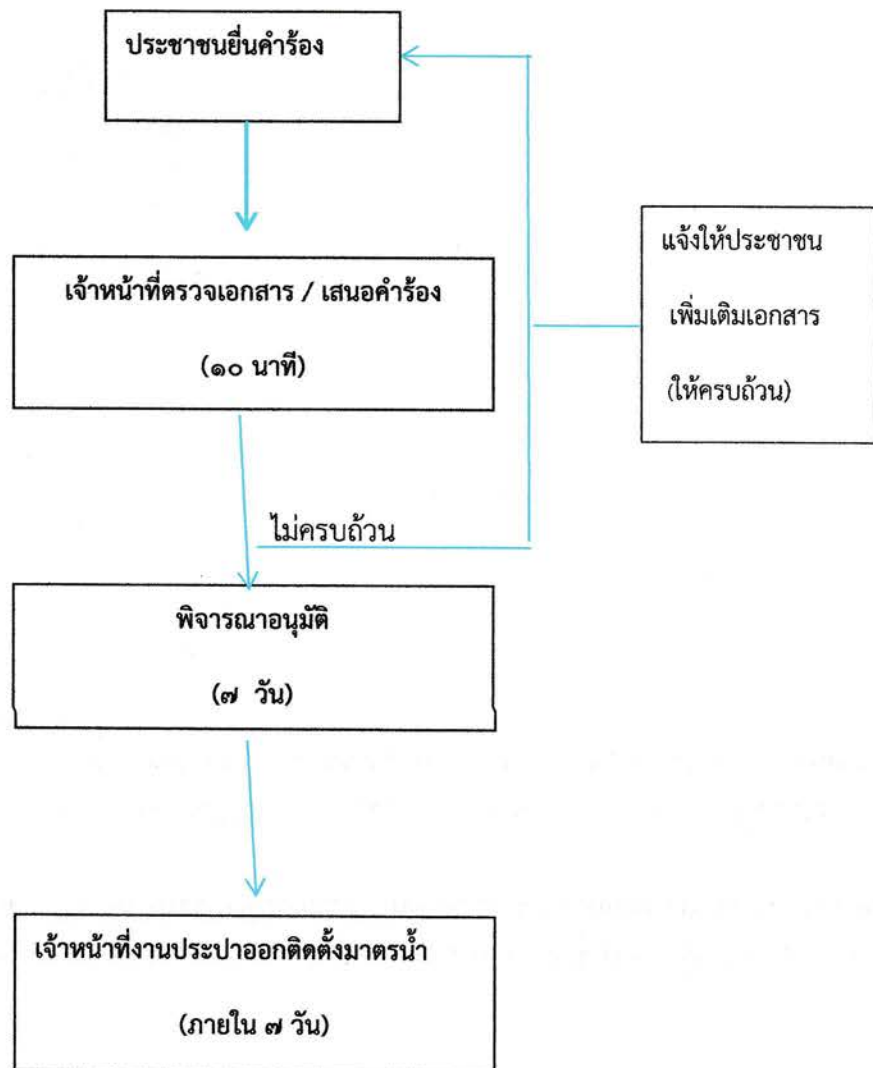 ประชาชนยื่นคำร้อง
เจ้าหน้าที่ตรวจเอกสาร / เสนอคำร้อง
(๑๐ นาที)
แจ้งให้ประชาชน
เพิ่มเติมเอกสาร
(ให้ครบถ้วน)
ไม่ครบถ้วน
พิจารณาอนุมัติ
(๗ วัน)
เจ้าหน้าที่งานประปาออกติดตั้งมาตรน้ำ
(ภายใน ๗ วัน)